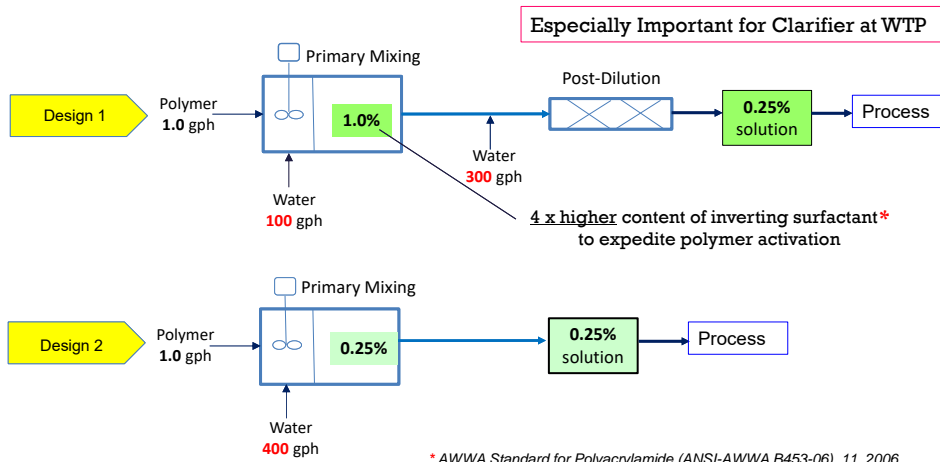 Especially Important for Clarifier at WTP
Primary Mixing
Post-Dilution
Design 1
Polymer
1.0 gph
1.0%
0.25%
solution
Process
Water
300 gph
Water
100 gph
4 x higher content of inverting surfactant*
to expedite polymer activation
Primary Mixing
Design 2
Polymer
1.0 gph
0.25%
0.25%
solution
Process
Water
400 gph
* AWWA Standard for Polyacrylamide (ANSI-AWWA B453-06), 11, 2006